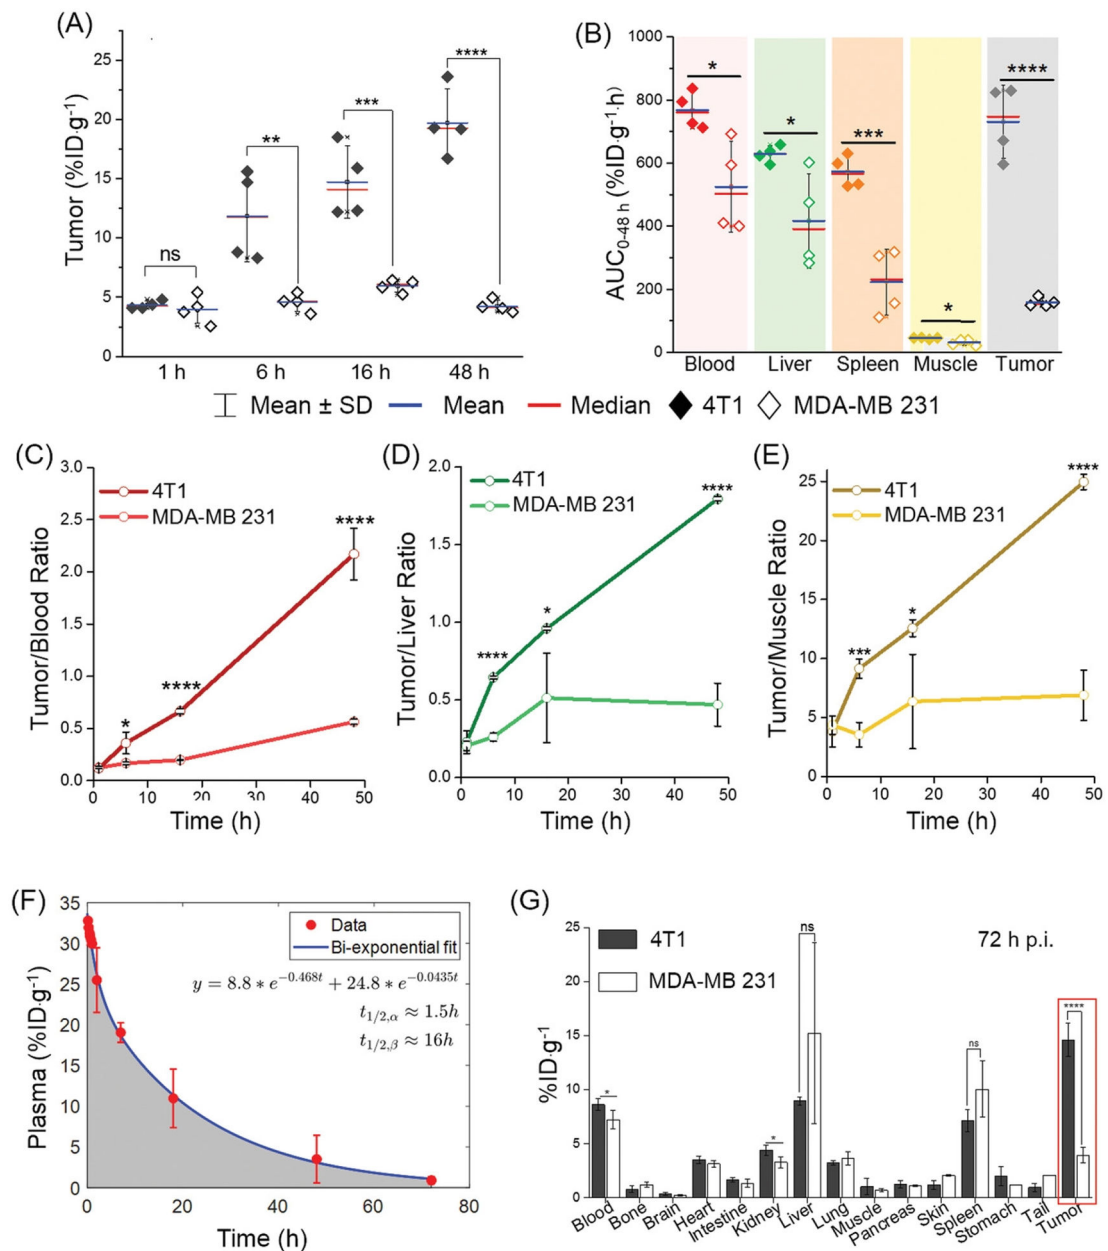 (A)
Tumor (%ID·g⁻¹)
25
20
15
10
5
0
ns
**
***
****
1 h
6 h
16 h
48 h
(B)
AUC₀₋₄₈ ₕ (%ID·g⁻¹·h)
1000
800
600
400
200
0
*
*
***
*
****
Blood
Liver
Spleen
Muscle
Tumor
Mean ± SD
Mean
Median
4T1
MDA-MB 231
(C)
Tumor/Blood Ratio
3.0
2.5
2.0
1.5
1.0
0.5
0.0
4T1
MDA-MB 231
*
****
****
0 10 20 30 40 50
Time (h)
(D)
Tumor/Liver Ratio
2.0
1.5
1.0
0.5
0.0
4T1
MDA-MB 231
****
*
****
0 10 20 30 40 50
Time (h)
(E)
Tumor/Muscle Ratio
25
20
15
10
5
0
4T1
MDA-MB 231
***
*
****
0 10 20 30 40 50
Time (h)
(F)
Plasma (%ID·g⁻¹)
35
30
25
20
15
10
5
0
Data
Bi-exponential fit
y = 8.8 * e^{−0.468t} + 24.8 * e^{−0.0435t}
t_{1/2,α} ≈ 1.5h
t_{1/2,β} ≈ 16h
0 20 40 60 80
Time (h)
(G)
%ID·g⁻¹
25
20
15
10
5
0
4T1
MDA-MB 231
72 h p.i.
*
*
ns
ns
****
Blood
Bone
Brain
Heart
Intestine
Kidney
Liver
Lung
Muscle
Pancreas
Skin
Spleen
Stomach
Tail
Tumor